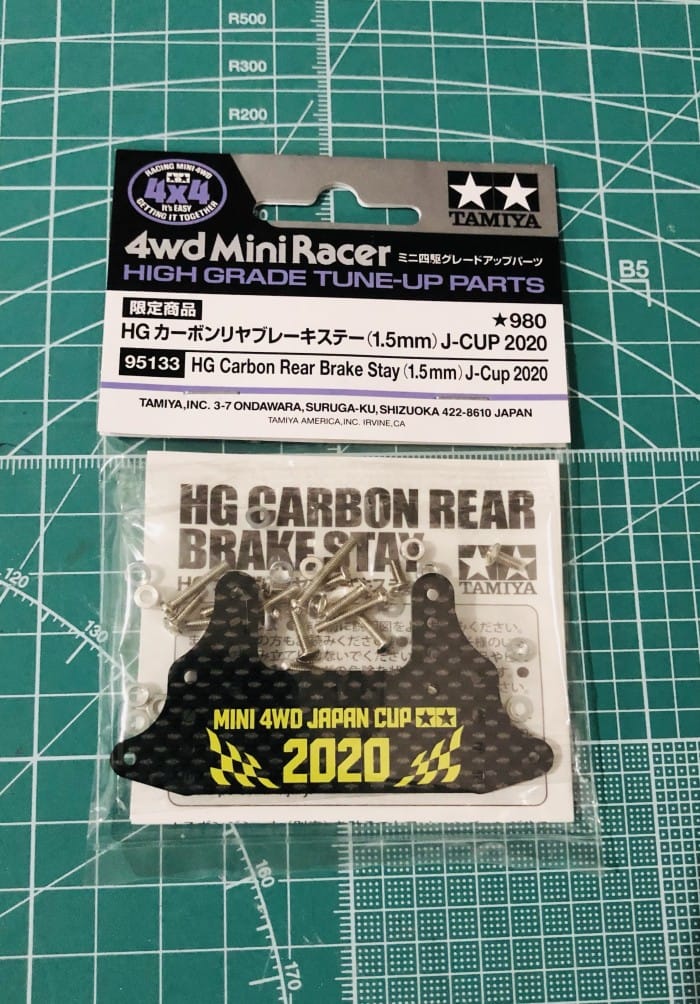 R500
R300
R200
RACING MINI 4WD
4x4
It's EASY
GETTING IT TOGETHER
TAMIYA
4wd Mini Racer ミニ四駆グレードアップパーツ
HIGH GRADE TUNE-UP PARTS
B5
限定商品
★980
HG カーボンリヤブレーキステー(1.5mm) J-CUP 2020
95133 HG Carbon Rear Brake Stay (1.5mm) J-Cup 2020
TAMIYA,INC. 3-7 ONDAWARA,SURUGA-KU,SHIZUOKA 422-8610 JAPAN
TAMIYA AMERICA,INC. IRVINE,CA
HG CARBON REAR
BRAKE STAY
TAMIYA
120
130
MINI 4WD JAPAN CUP
2020
160
170